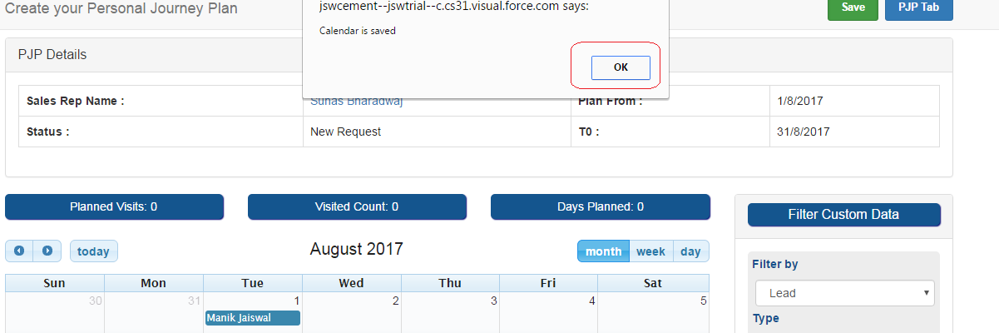 Create your Personal Journey Plan
jswcement--jswtrial--c.cs31.visual.force.com says:
Calendar is saved
OK
Save PJP Tab
PJP Details
Sales Rep Name : Suhas Bharadwaj Plan From : 1/8/2017
Status : New Request T0 : 31/8/2017
Planned Visits: 0 Visited Count: 0 Days Planned: 0
Filter Custom Data
today August 2017 month week day
Filter by
Lead
Type
Sun Mon Tue Wed Thu Fri Sat
30 31 1 2 3 4 5
Manik Jaiswal